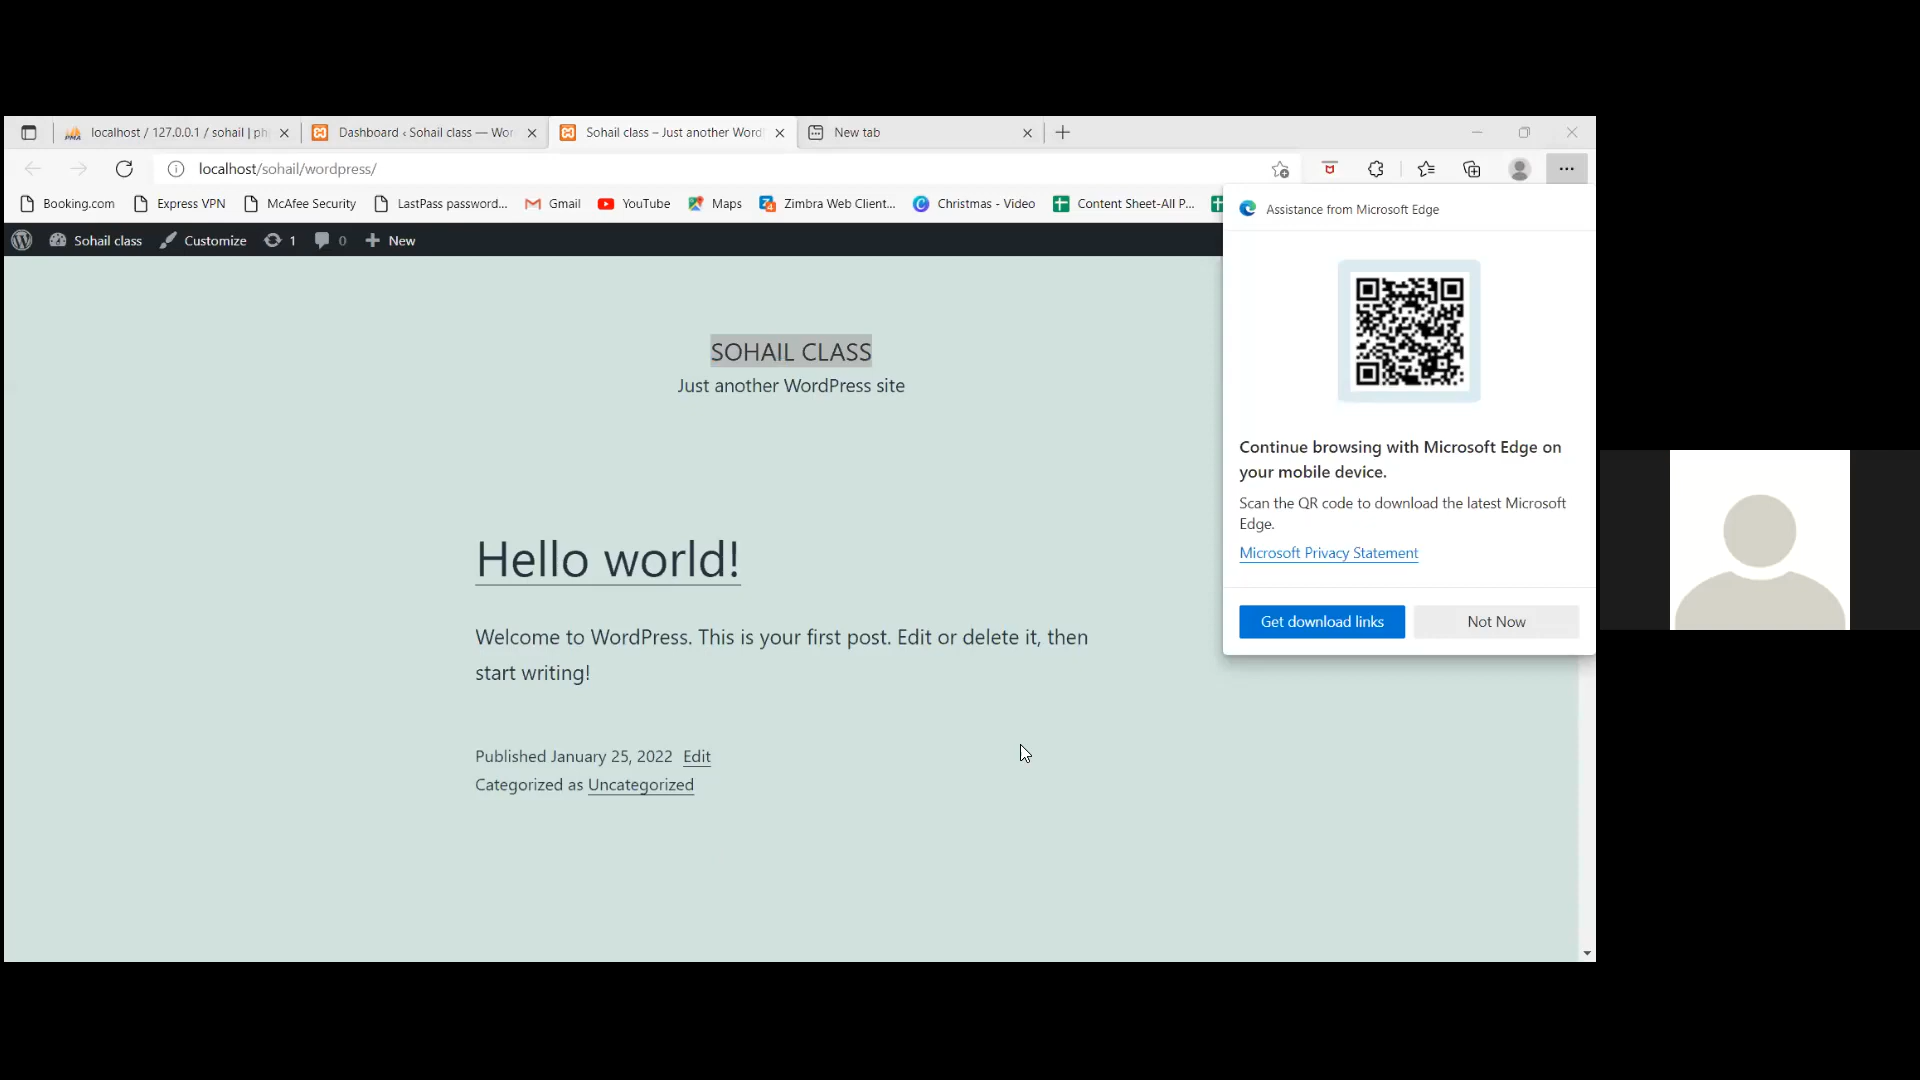 localhost / 127.0.0.1 / sohail | ph
Dashboard ‹ Sohail class — Wor
Sohail class – Just another Word
New tab
localhost/sohail/wordpress/
Booking.com
Express VPN
McAfee Security
LastPass password...
Gmail
YouTube
Maps
Zimbra Web Client...
Christmas - Video
Content Sheet-All P...
Sohail class
Customize
1
0
New
Assistance from Microsoft Edge
SOHAIL CLASS
Just another WordPress site
Continue browsing with Microsoft Edge on
your mobile device.
Scan the QR code to download the latest Microsoft
Edge.
Microsoft Privacy Statement
Get download links
Not Now
Hello world!
Welcome to WordPress. This is your first post. Edit or delete it, then
start writing!
Published January 25, 2022 Edit
Categorized as Uncategorized